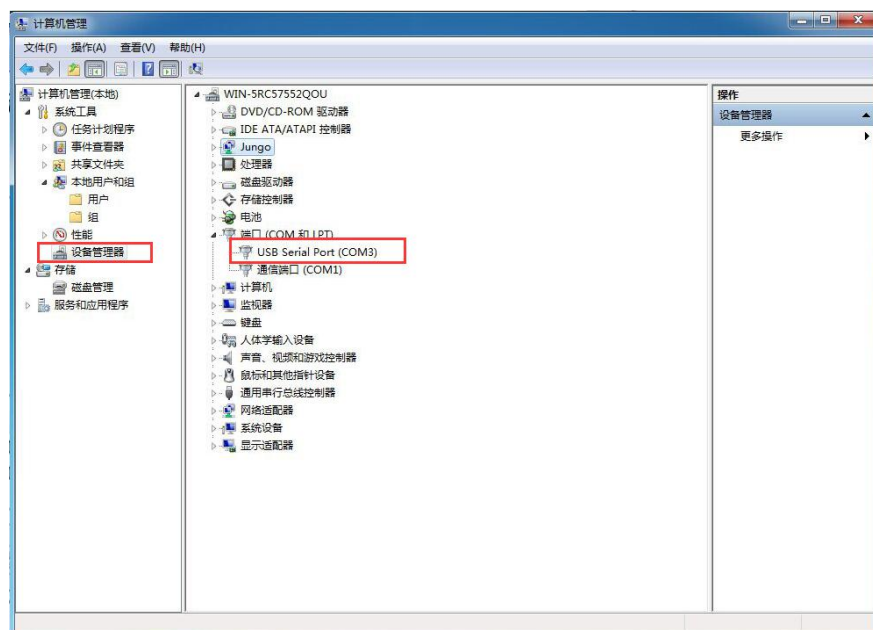 计算机管理
文件(F) 操作(A) 查看(V) 帮助(H)
计算机管理(本地)
系统工具
任务计划程序
事件查看器
共享文件夹
本地用户和组
用户
组
性能
设备管理器
存储
磁盘管理
服务和应用程序
WIN-5RC57552QOU
DVD/CD-ROM 驱动器
IDE ATA/ATAPI 控制器
Jungo
处理器
磁盘驱动器
存储控制器
电池
端口 (COM 和 LPT)
USB Serial Port (COM3)
通信端口 (COM1)
计算机
监视器
键盘
人体学输入设备
声音、视频和游戏控制器
鼠标和其他指针设备
通用串行总线控制器
网络适配器
系统设备
显示适配器
操作
设备管理器
更多操作